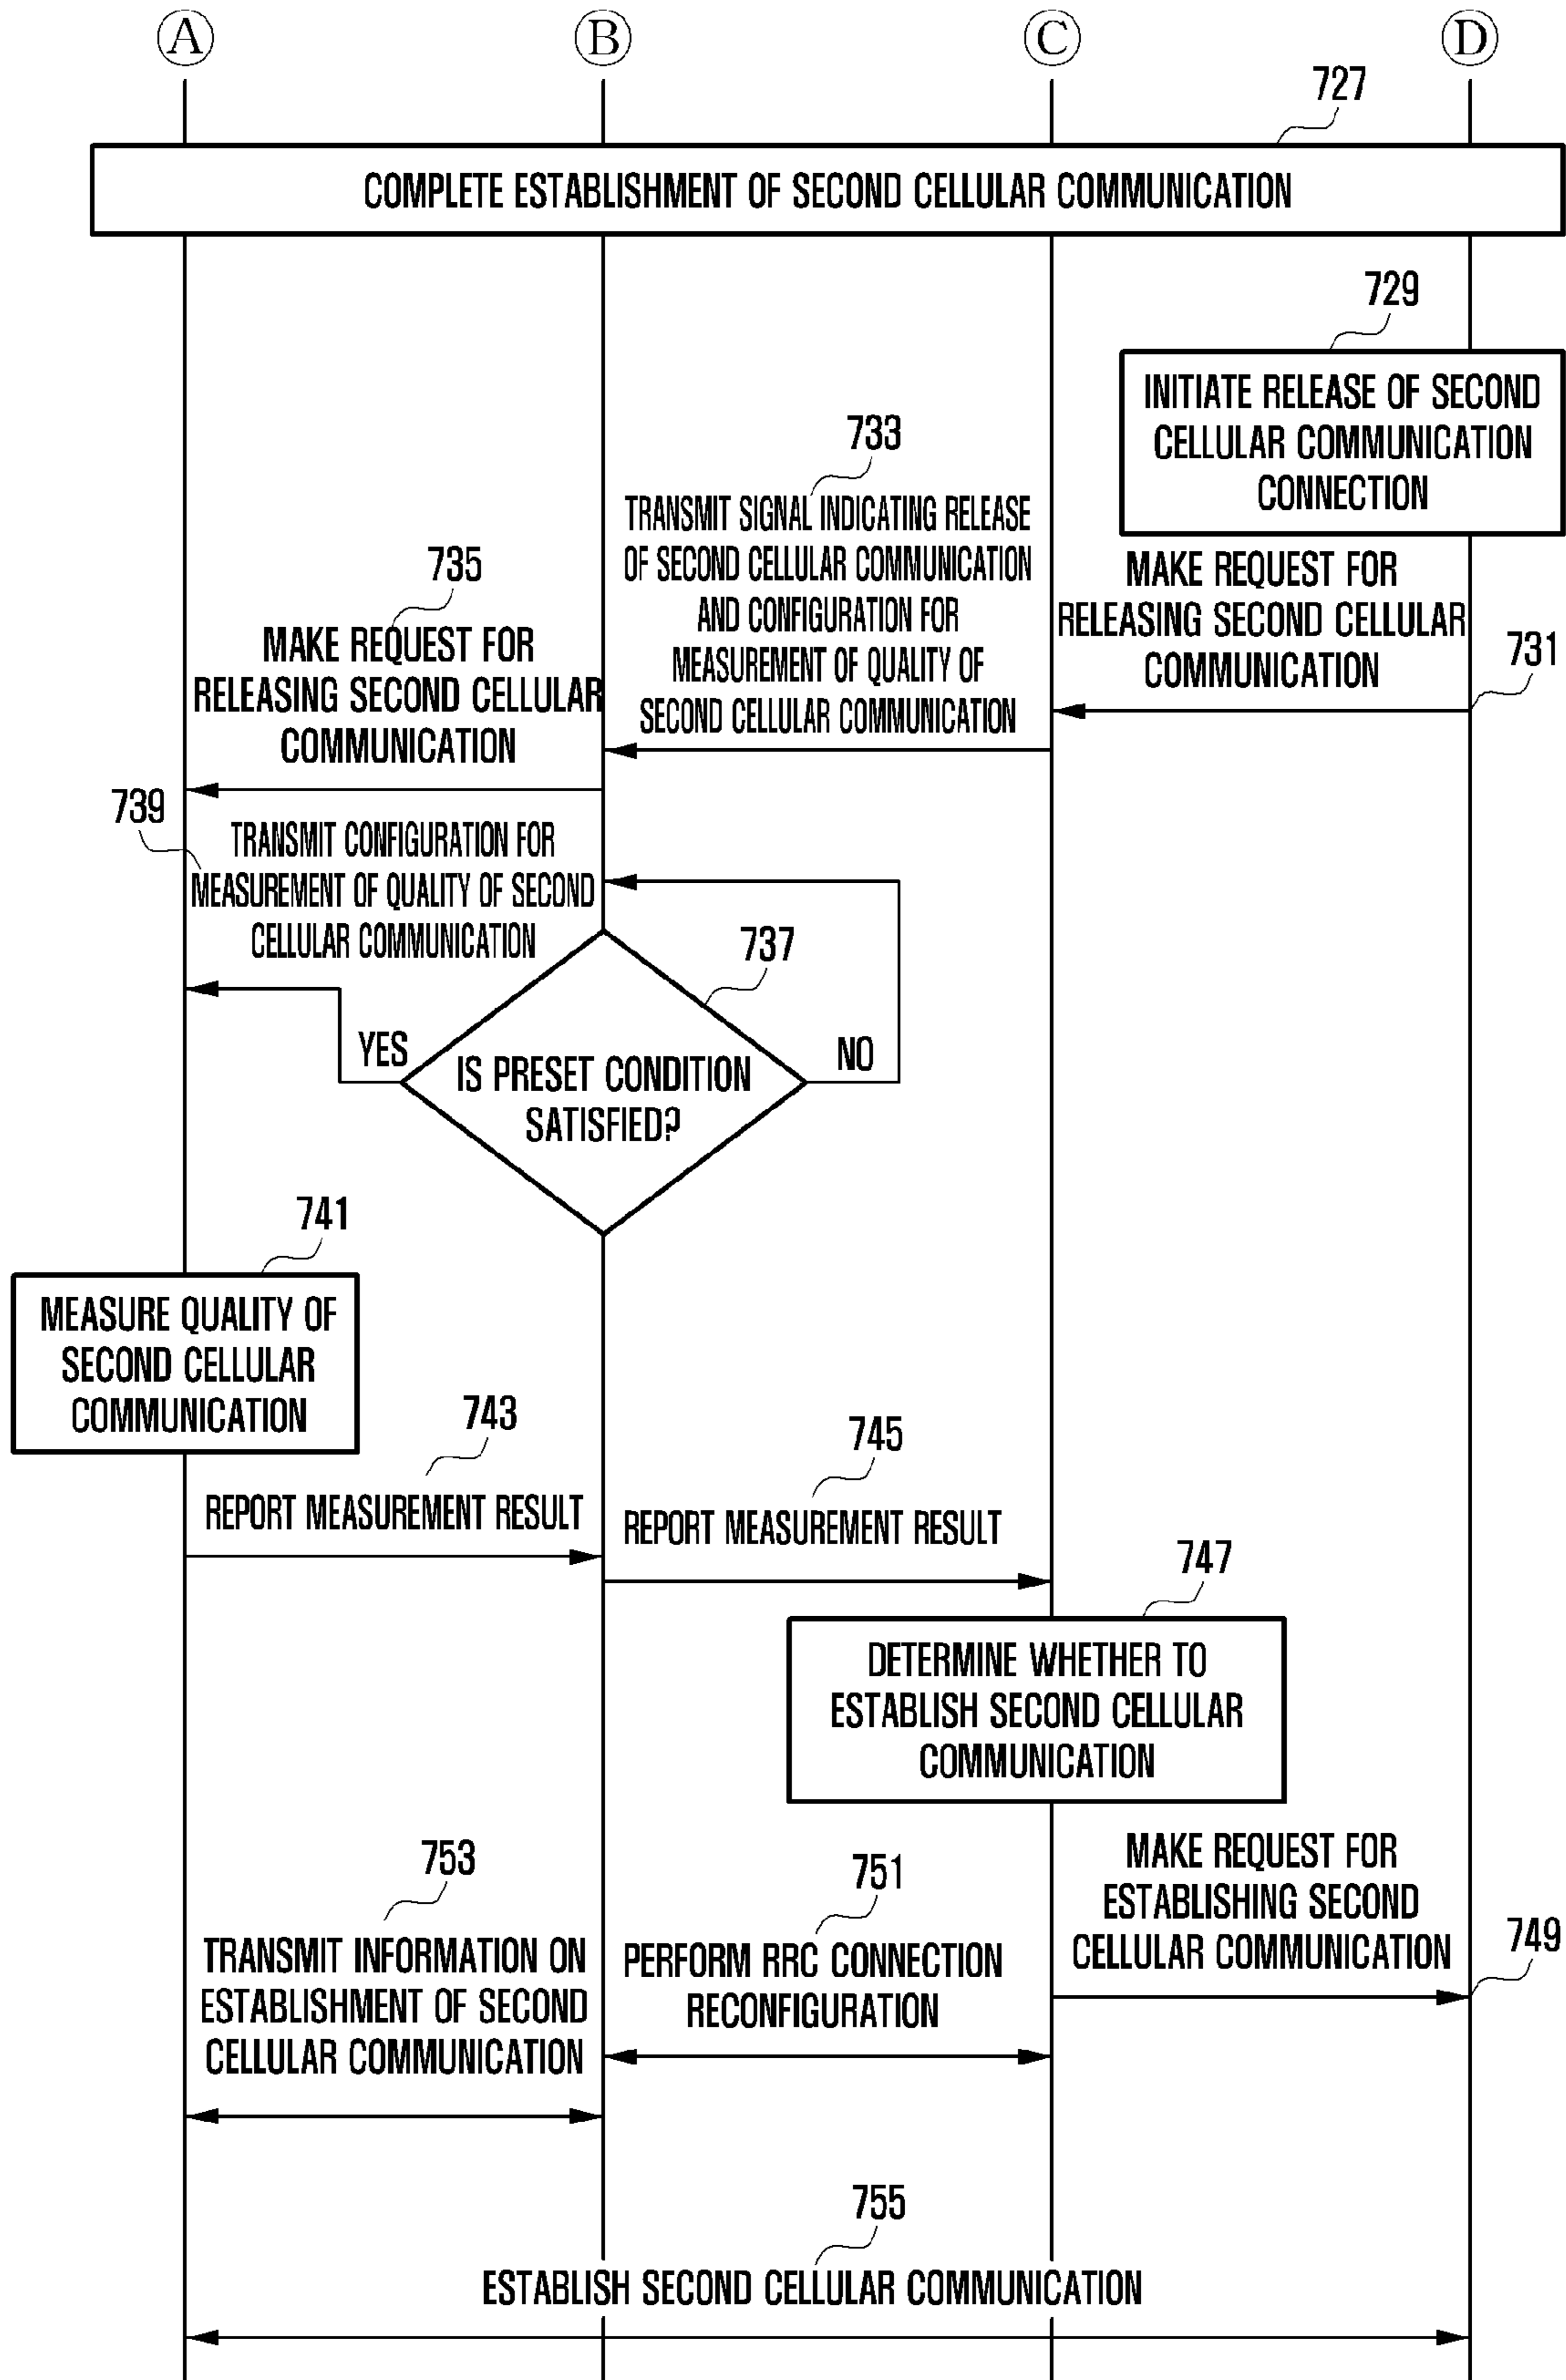 A
B
C
D
727
COMPLETE ESTABLISHMENT OF SECOND CELLULAR COMMUNICATION
729
INITIATE RELEASE OF SECOND
CELLULAR COMMUNICATION
CONNECTION
733
TRANSMIT SIGNAL INDICATING RELEASE
OF SECOND CELLULAR COMMUNICATION
AND CONFIGURATION FOR
MEASUREMENT OF QUALITY OF
SECOND CELLULAR COMMUNICATION
MAKE REQUEST FOR
RELEASING SECOND CELLULAR
COMMUNICATION
731
735
MAKE REQUEST FOR
RELEASING SECOND CELLULAR
COMMUNICATION
739
TRANSMIT CONFIGURATION FOR
MEASUREMENT OF QUALITY OF SECOND
CELLULAR COMMUNICATION
737
YES
IS PRESET CONDITION
SATISFIED?
NO
741
MEASURE QUALITY OF
SECOND CELLULAR
COMMUNICATION
743
REPORT MEASUREMENT RESULT
745
REPORT MEASUREMENT RESULT
747
DETERMINE WHETHER TO
ESTABLISH SECOND CELLULAR
COMMUNICATION
MAKE REQUEST FOR
ESTABLISHING SECOND
CELLULAR COMMUNICATION
749
751
PERFORM RRC CONNECTION
RECONFIGURATION
753
TRANSMIT INFORMATION ON
ESTABLISHMENT OF SECOND
CELLULAR COMMUNICATION
755
ESTABLISH SECOND CELLULAR COMMUNICATION